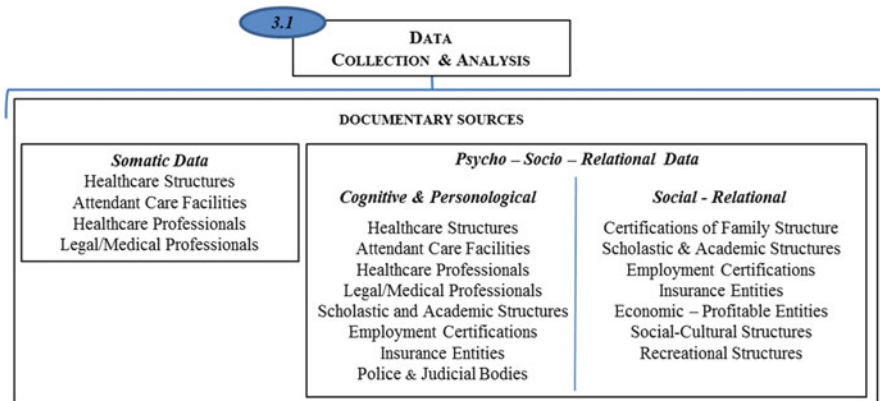 3.1
DATA
COLLECTION & ANALYSIS
DOCUMENTARY SOURCES
Somatic Data
Healthcare Structures
Attendant Care Facilities
Healthcare Professionals
Legal/Medical Professionals
Psycho – Socio – Relational Data
Cognitive & Personological
Healthcare Structures
Attendant Care Facilities
Healthcare Professionals
Legal/Medical Professionals
Scholastic and Academic Structures
Employment Certifications
Insurance Entities
Police & Judicial Bodies
Social - Relational
Certifications of Family Structure
Scholastic & Academic Structures
Employment Certifications
Insurance Entities
Economic – Profitable Entities
Social-Cultural Structures
Recreational Structures